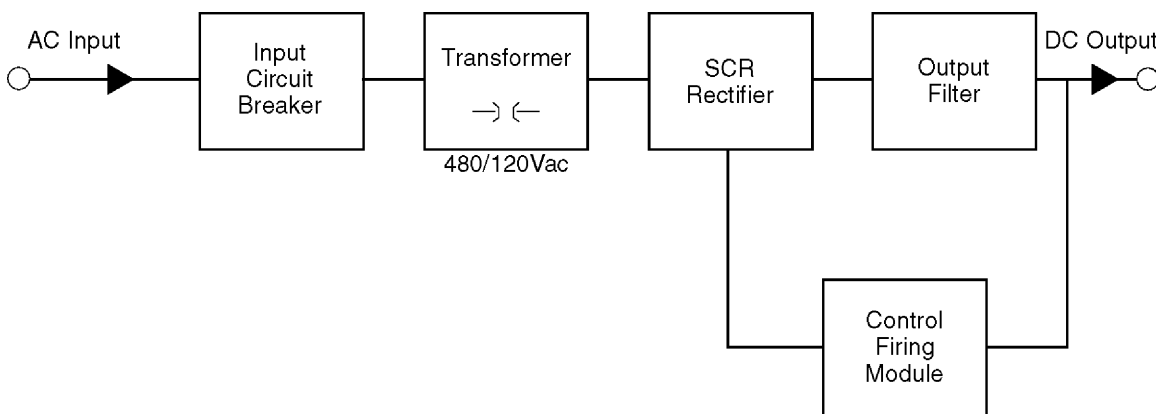 AC Input
Input
Circuit
Breaker
Transformer
480/120Vac
SCR
Rectifier
Output
Filter
DC Output
Control
Firing
Module